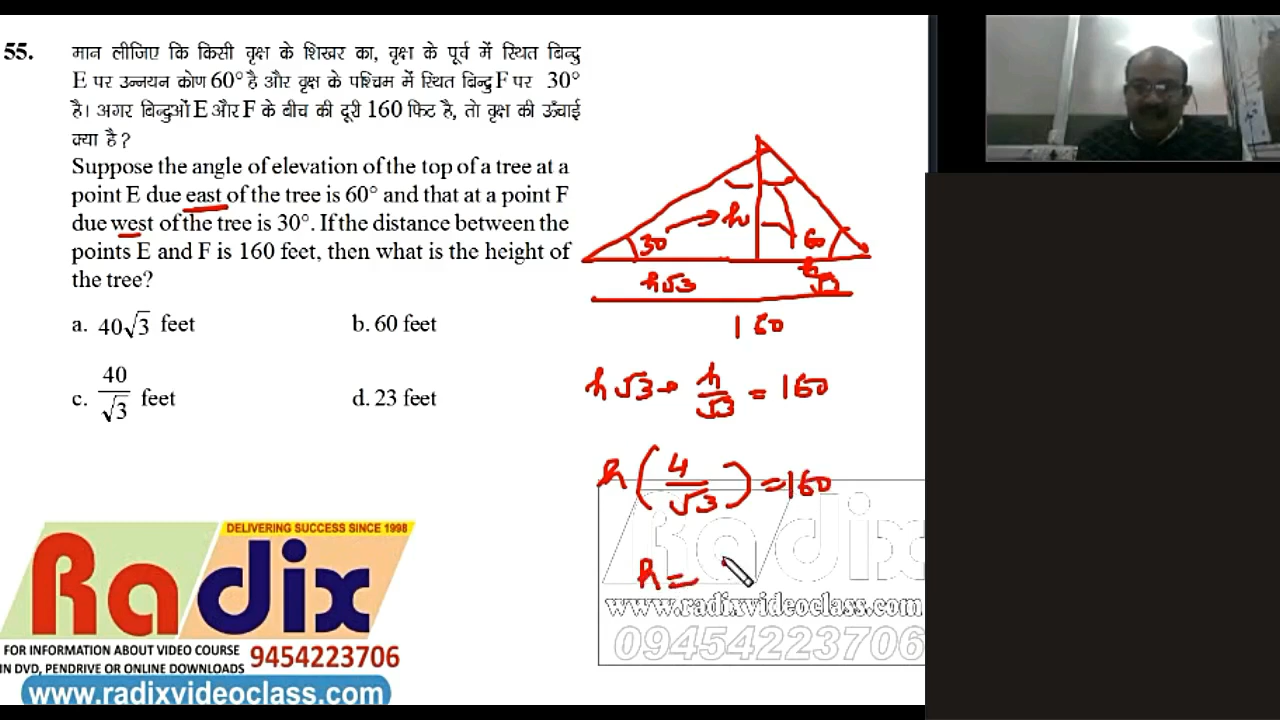 55. मान लीजिए कि किसी वृक्ष के शिखर का, वृक्ष के पूर्व में स्थित बिन्दु
E पर उन्नयन कोण 60° है और वृक्ष के पश्चिम में स्थित बिन्दु F पर 30°
है। अगर बिन्दुओं E और F के बीच की दूरी 160 फिट है, तो वृक्ष की ऊँचाई
क्या है?
Suppose the angle of elevation of the top of a tree at a
point E due east of the tree is 60° and that at a point F
due west of the tree is 30°. If the distance between the
points E and F is 160 feet, then what is the height of
the tree?
a. 40√3 feet
b. 60 feet
c. 40/√3 feet
d. 23 feet
30 h 60
h√3 h/√3
160
h√3 + h/√3 = 160
h(4/√3) = 160
h =
DELIVERING SUCCESS SINCE 1998
Radix
FOR INFORMATION ABOUT VIDEO COURSE
IN DVD, PENDRIVE OR ONLINE DOWNLOADS 9454223706
www.radixvideoclass.com
Radix
www.radixvideoclass.com
09454223706